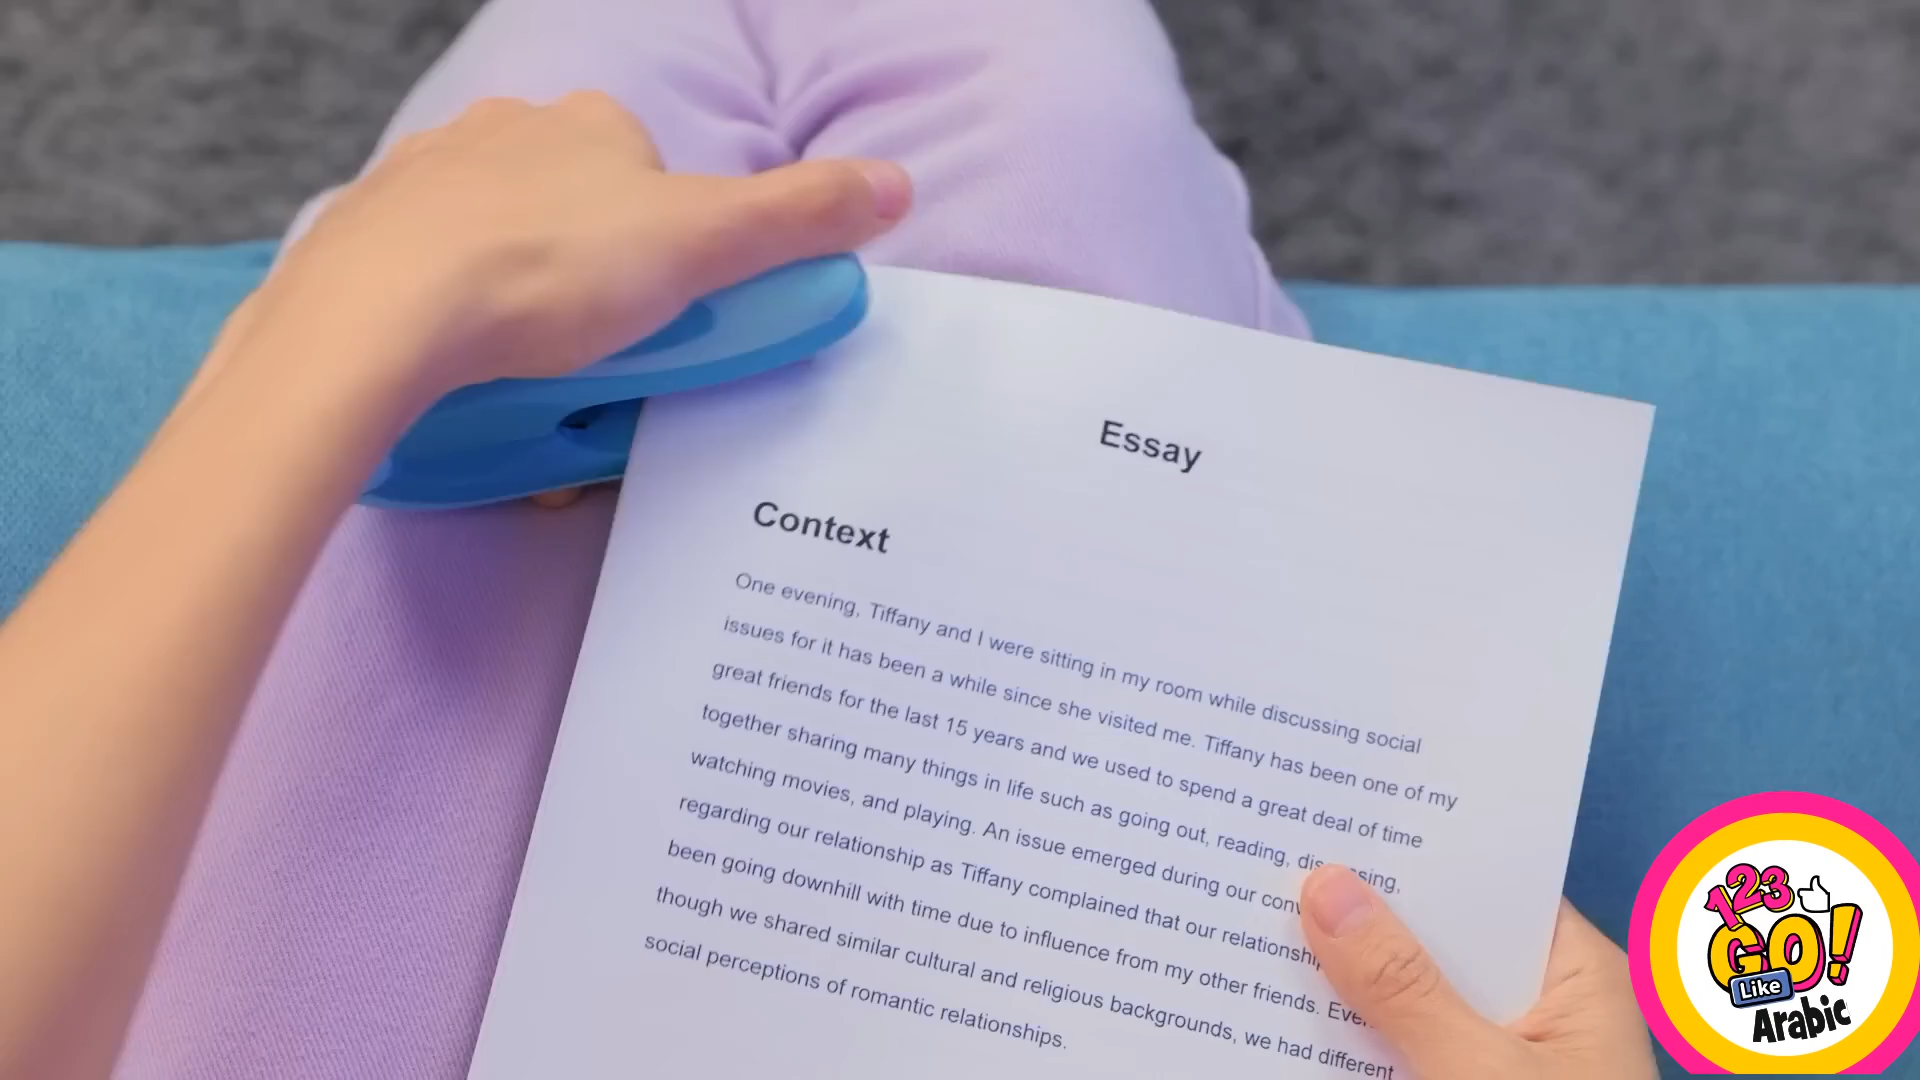 Essay
Context
One evening, Tiffany and I were sitting in my room while discussing social
issues for it has been a while since she visited me. Tiffany has been one of my
great friends for the last 15 years and we used to spend a great deal of time
together sharing many things in life such as going out, reading,
watching movies, and playing. An issue emerged during our
regarding our relationship as Tiffany complained that our
been going downhill with time due to influence from my other friends.
though we shared similar cultural and religious backgrounds, we had different
social perceptions of romantic relationships.
123
GO!
Like
Arabic